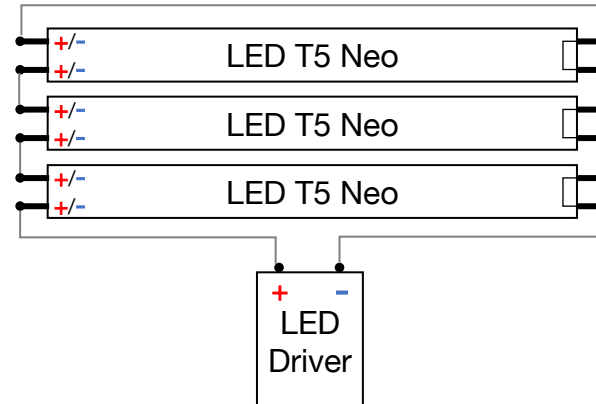 +/-
+/-
LED T5 Neo
+/-
+/-
LED T5 Neo
+/-
+/-
LED T5 Neo
+ -
LED
Driver